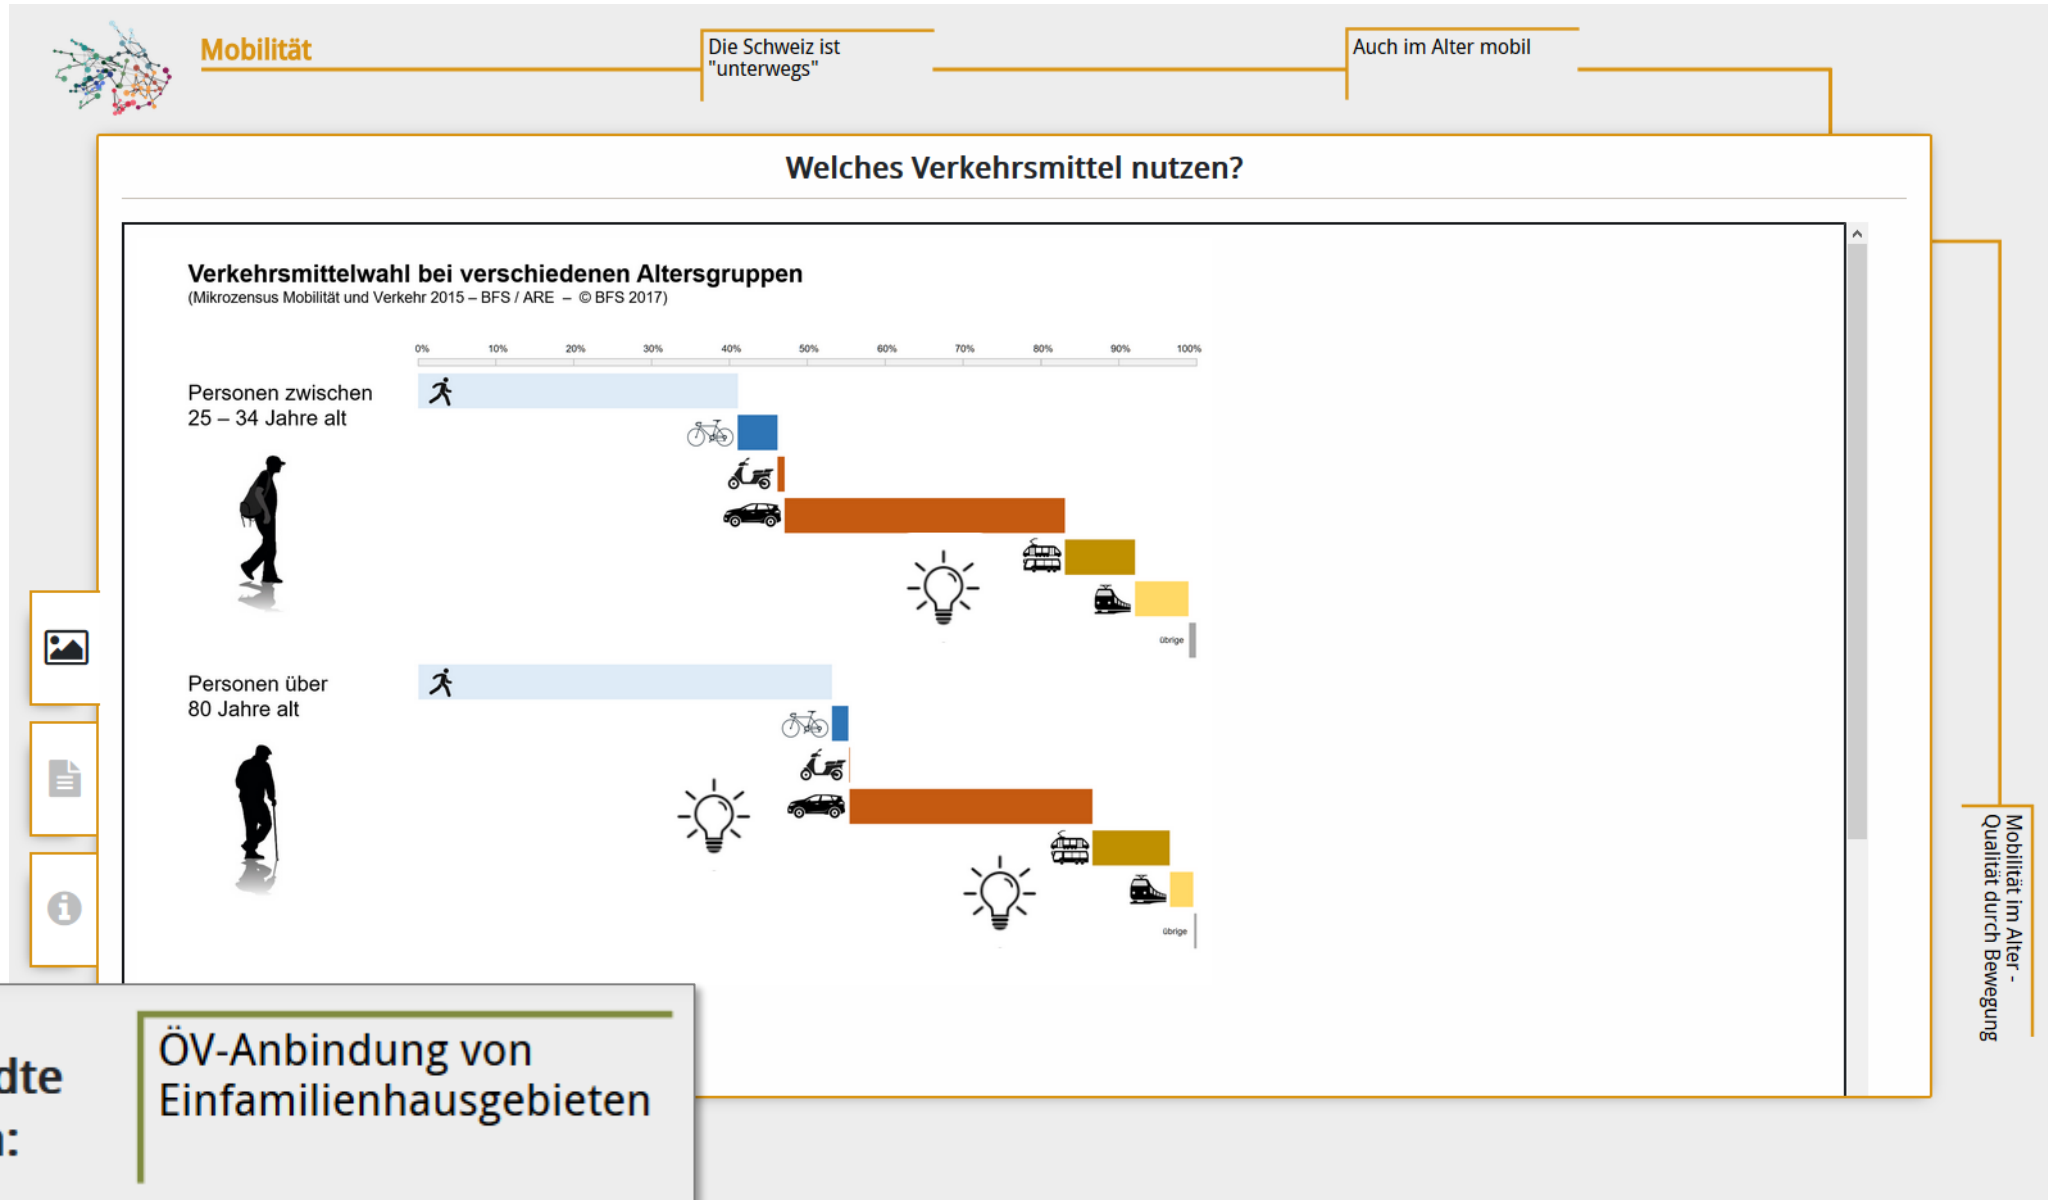 Mobilität
Die Schweiz ist
"unterwegs"
Auch im Alter mobil
Welches Verkehrsmittel nutzen?
Verkehrsmittelwahl bei verschiedenen Altersgruppen
(Mikrozensus Mobilität und Verkehr 2015 – BFS / ARE – © BFS 2017)
0% 10% 20% 30% 40% 50% 60% 70% 80% 90% 100%
Personen zwischen
25 – 34 Jahre alt
übrige
Personen über
80 Jahre alt
übrige
Mobilität im Alter -
Qualität durch Bewegung
dte
:
ÖV-Anbindung von
Einfamilienhausgebieten